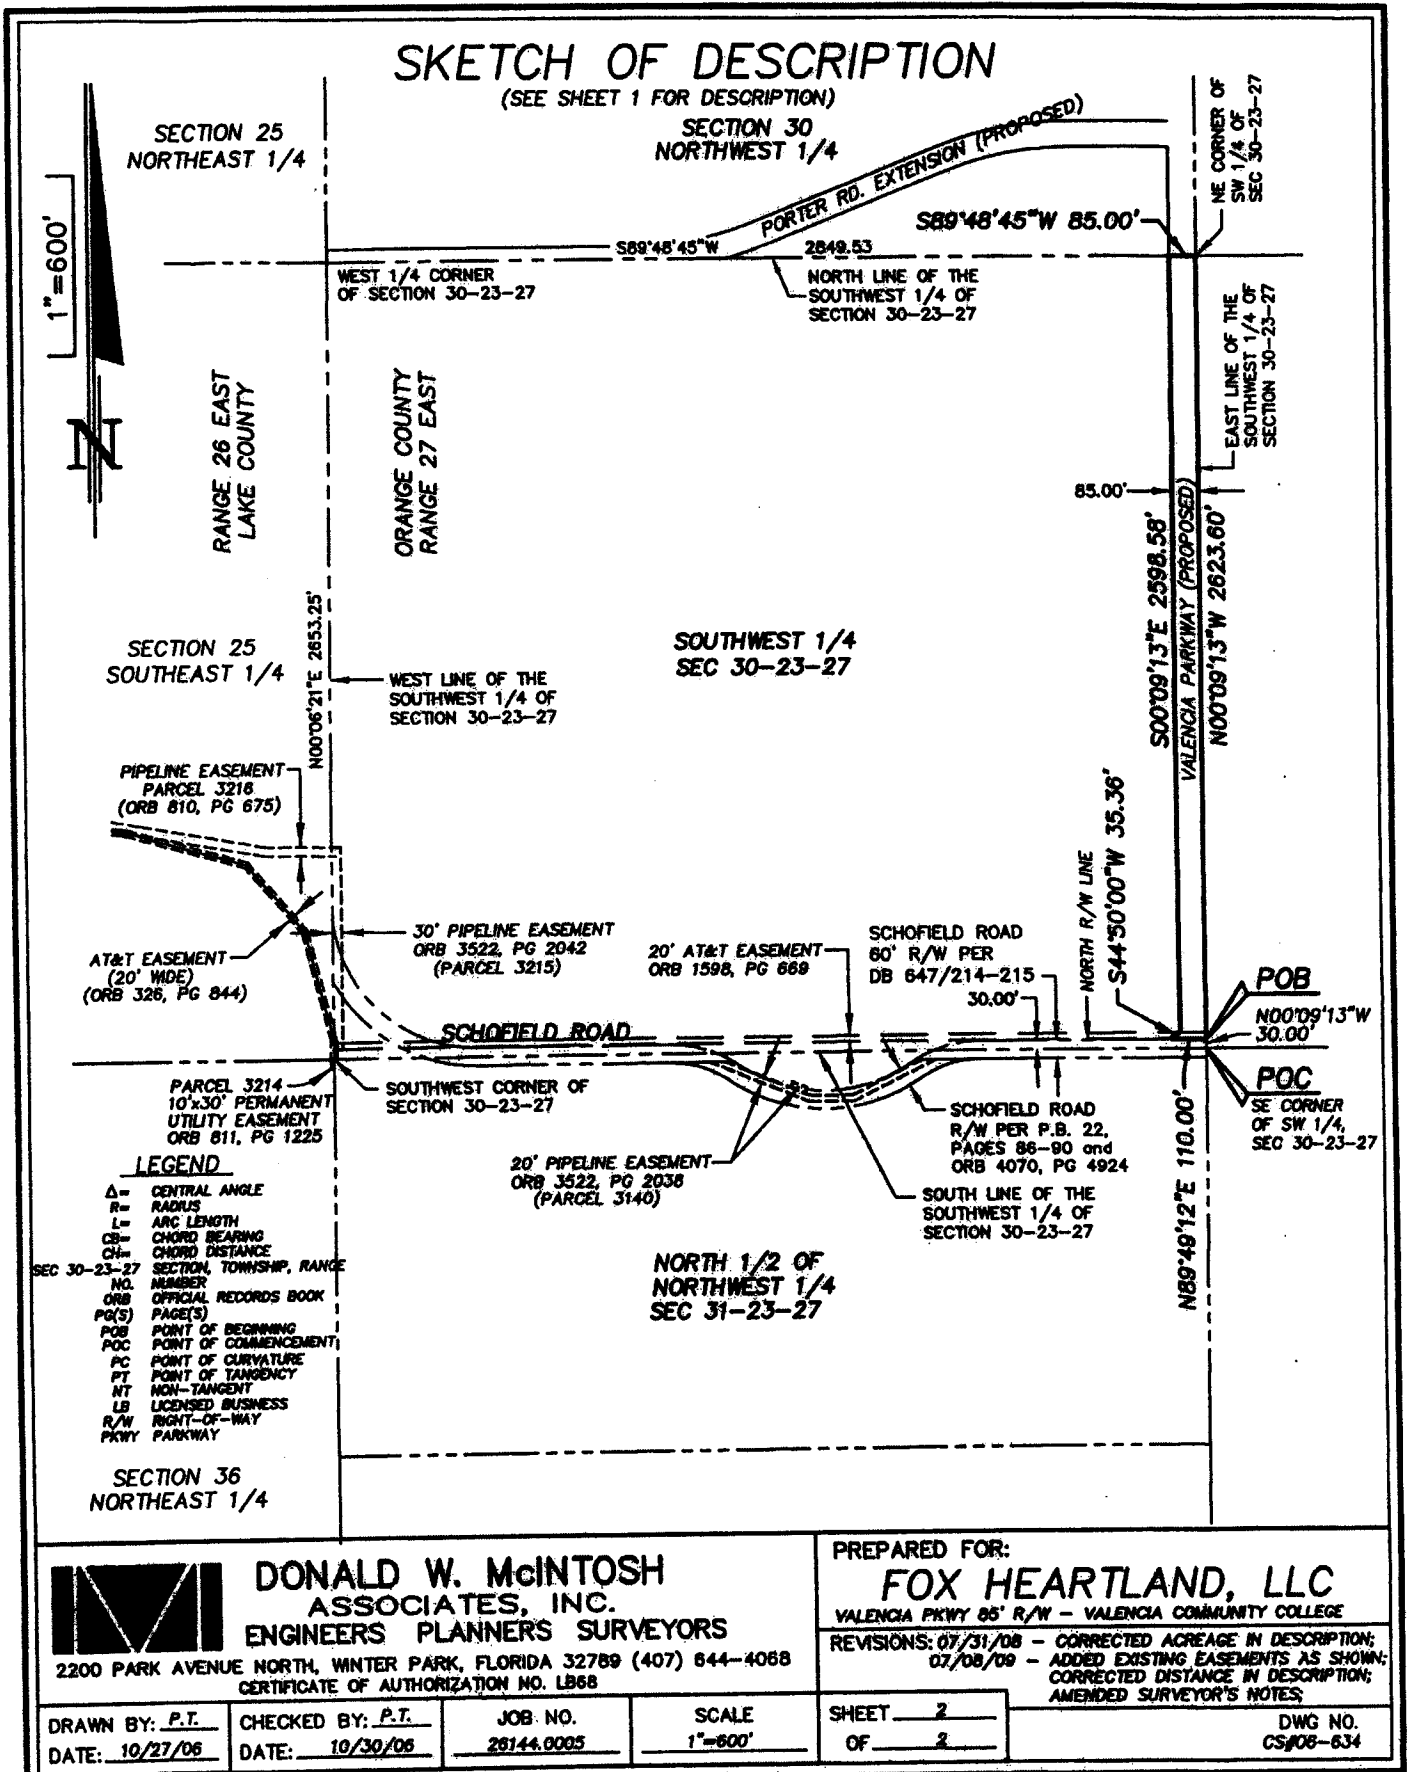 SKETCH OF DESCRIPTION
(SEE SHEET 1 FOR DESCRIPTION)
SECTION 25
NORTHEAST 1/4
SECTION 30
NORTHWEST 1/4
PORTER RD. EXTENSION (PROPOSED)
NE CORNER OF
SW 1/4 OF
SEC 30-23-27
1"=600'
N
S89°48'45"W 85.00'
S89°48'45"W 2649.53
WEST 1/4 CORNER
OF SECTION 30-23-27
NORTH LINE OF THE
SOUTHWEST 1/4 OF
SECTION 30-23-27
EAST LINE OF THE
SOUTHWEST 1/4 OF
SECTION 30-23-27
RANGE 26 EAST
LAKE COUNTY
ORANGE COUNTY
RANGE 27 EAST
85.00'
S00°09'13"E 2598.58'
VALENCIA PARKWAY (PROPOSED)
N00°09'13"W 2623.60'
N00°06'21"E 2653.25'
SECTION 25
SOUTHEAST 1/4
SOUTHWEST 1/4
SEC 30-23-27
WEST LINE OF THE
SOUTHWEST 1/4 OF
SECTION 30-23-27
PIPELINE EASEMENT
PARCEL 3216
(ORB 810, PG 675)
AT&T EASEMENT
(20' WIDE)
(ORB 326, PG 844)
30' PIPELINE EASEMENT
ORB 3522, PG 2042
(PARCEL 3215)
20' AT&T EASEMENT
ORB 1598, PG 669
SCHOFIELD ROAD
60' R/W PER
DB 647/214-215
30.00'
NORTH R/W LINE
S44°50'00"W 35.36'
POB
N00°09'13"W
30.00'
SCHOFIELD ROAD
POC
SE CORNER
OF SW 1/4,
SEC 30-23-27
PARCEL 3214
10'x30' PERMANENT
UTILITY EASEMENT
ORB 811, PG 1225
SOUTHWEST CORNER OF
SECTION 30-23-27
20' PIPELINE EASEMENT
ORB 3522, PG 2038
(PARCEL 3140)
SCHOFIELD ROAD
R/W PER P.B. 22,
PAGES 86-90 and
ORB 4070, PG 4924
SOUTH LINE OF THE
SOUTHWEST 1/4 OF
SECTION 30-23-27
N89°49'12"E 110.00'
LEGEND
Δ= CENTRAL ANGLE
R= RADIUS
L= ARC LENGTH
CB= CHORD BEARING
CH= CHORD DISTANCE
SEC 30-23-27 SECTION, TOWNSHIP, RANGE
NO. NUMBER
ORB OFFICIAL RECORDS BOOK
PG(S) PAGE(S)
POB POINT OF BEGINNING
POC POINT OF COMMENCEMENT
PC POINT OF CURVATURE
PT POINT OF TANGENCY
NT NON-TANGENT
LB LICENSED BUSINESS
R/W RIGHT-OF-WAY
PKWY PARKWAY
NORTH 1/2 OF
NORTHWEST 1/4
SEC 31-23-27
SECTION 36
NORTHEAST 1/4
DONALD W. McINTOSH
ASSOCIATES, INC.
ENGINEERS PLANNERS SURVEYORS
2200 PARK AVENUE NORTH, WINTER PARK, FLORIDA 32789 (407) 644-4068
CERTIFICATE OF AUTHORIZATION NO. LB68
PREPARED FOR:
FOX HEARTLAND, LLC
VALENCIA PKWY 85' R/W - VALENCIA COMMUNITY COLLEGE
REVISIONS: 07/31/08 - CORRECTED ACREAGE IN DESCRIPTION;
07/08/09 - ADDED EXISTING EASEMENTS AS SHOWN;
CORRECTED DISTANCE IN DESCRIPTION;
AMENDED SURVEYOR'S NOTES;
DRAWN BY: P.T.
DATE: 10/27/06
CHECKED BY: P.T.
DATE: 10/30/06
JOB NO.
26144.0005
SCALE
1"=600'
SHEET 2
OF 2
DWG NO.
CS#06-634